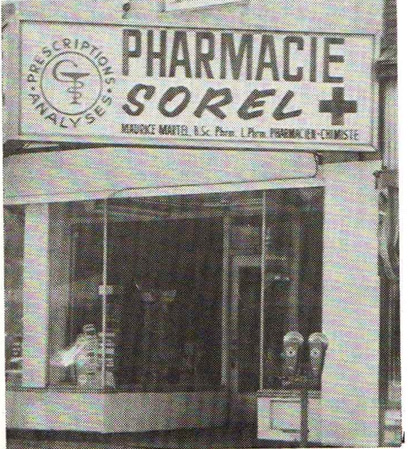 PRESCRIPTIONS
ANALYSES
PHARMACIE
SOREL
MAURICE MARTEL, B.Sc. Pharm. L.Pharm. PHARMACIEN-CHIMISTE